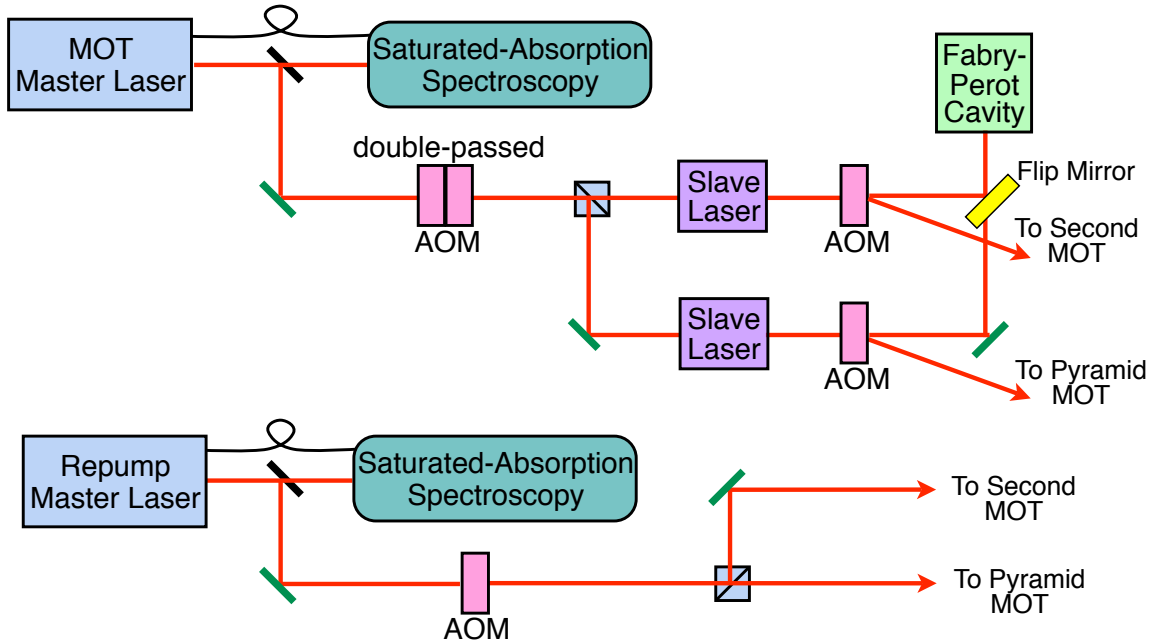 MOT
Master Laser
Saturated-Absorption
Spectroscopy
Fabry-
Perot
Cavity
double-passed
AOM
Slave
Laser
AOM
Flip Mirror
To Second
MOT
Slave
Laser
AOM
To Pyramid
MOT
Repump
Master Laser
Saturated-Absorption
Spectroscopy
AOM
To Second
MOT
To Pyramid
MOT